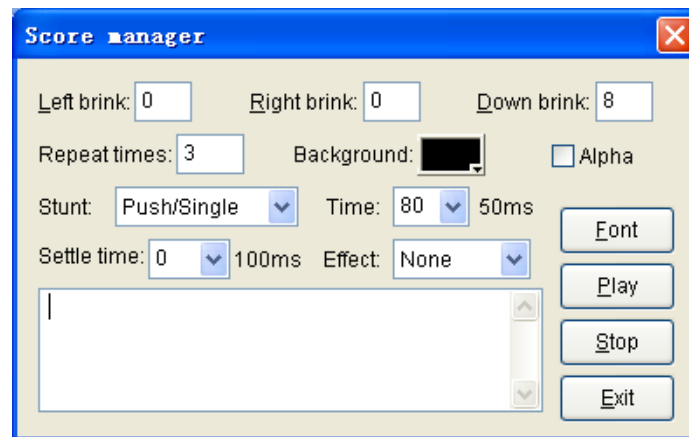 Score manager
Left brink: 0 Right brink: 0 Down brink: 8
Repeat times: 3 Background: Alpha
Stunt: Push/Single Time: 80 50ms
Font
Settle time: 0 100ms Effect: None
Play
Stop
Exit